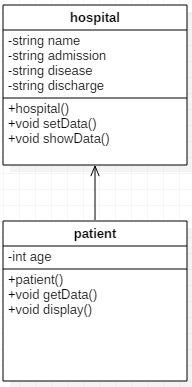 hospital
-string name
-string admission
-string disease
-string discharge
+hospital()
+void setData()
+void showData()
patient
-int age
+patient()
+void getData()
+void display()